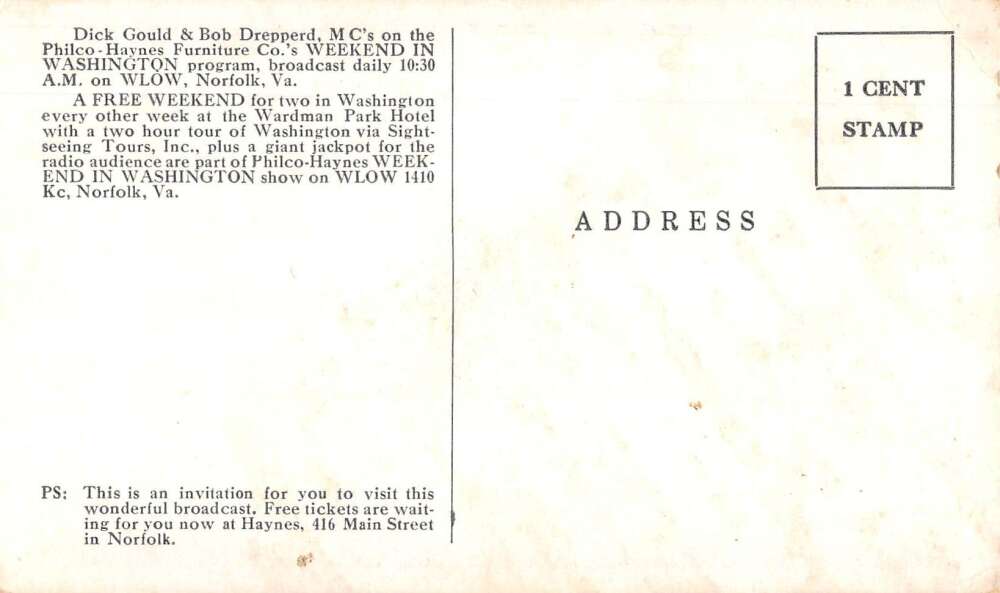 Dick Gould & Bob Drepperd, M C's on the
Philco-Haynes Furniture Co.'s WEEKEND IN
WASHINGTON program, broadcast daily 10:30
A.M. on WLOW, Norfolk, Va.
A FREE WEEKEND for two in Washington
every other week at the Wardman Park Hotel
with a two hour tour of Washington via Sight-
seeing Tours, Inc., plus a giant jackpot for the
radio audience are part of Philco-Haynes WEEK-
END IN WASHINGTON show on WLOW 1410
Kc, Norfolk, Va.
PS: This is an invitation for you to visit this
wonderful broadcast. Free tickets are wait-
ing for you now at Haynes, 416 Main Street
in Norfolk.
1 CENT
STAMP
ADDRESS